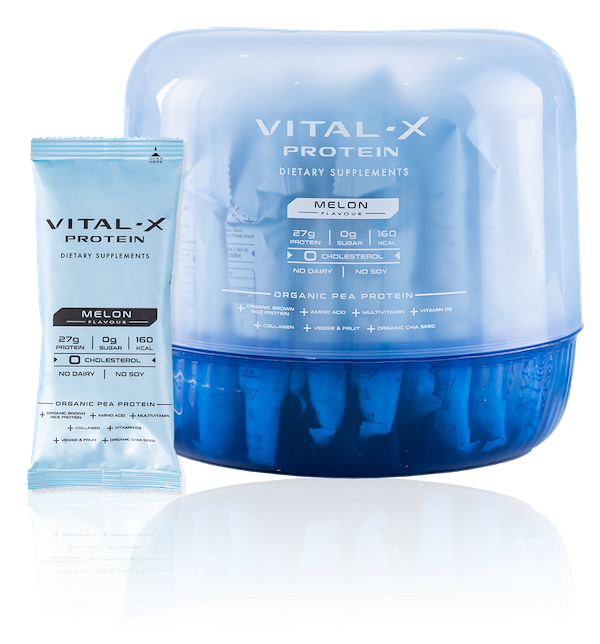 OPEN
HERE
VITAL-X
PROTEIN
DIETARY SUPPLEMENTS
MELON
FLAVOUR
27g 0g 160
PROTEIN SUGAR KCAL
0 CHOLESTEROL
NO DAIRY NO SOY
ORGANIC PEA PROTEIN
+ ORGANIC BROWN RICE PROTEIN + AMINO ACID + MULTIVITAMIN
+ COLLAGEN + VITAMIN D3
+ VEGGIE & FRUIT + ORGANIC CHIA SEED
VITAL-X
PROTEIN
DIETARY SUPPLEMENTS
MELON
FLAVOUR
27g 0g 160
PROTEIN SUGAR KCAL
0 CHOLESTEROL
NO DAIRY NO SOY
ORGANIC PEA PROTEIN
+ ORGANIC BROWN RICE PROTEIN + AMINO ACID + MULTIVITAMIN + VITAMIN D3
+ COLLAGEN + VEGGIE & FRUIT + ORGANIC CHIA SEED